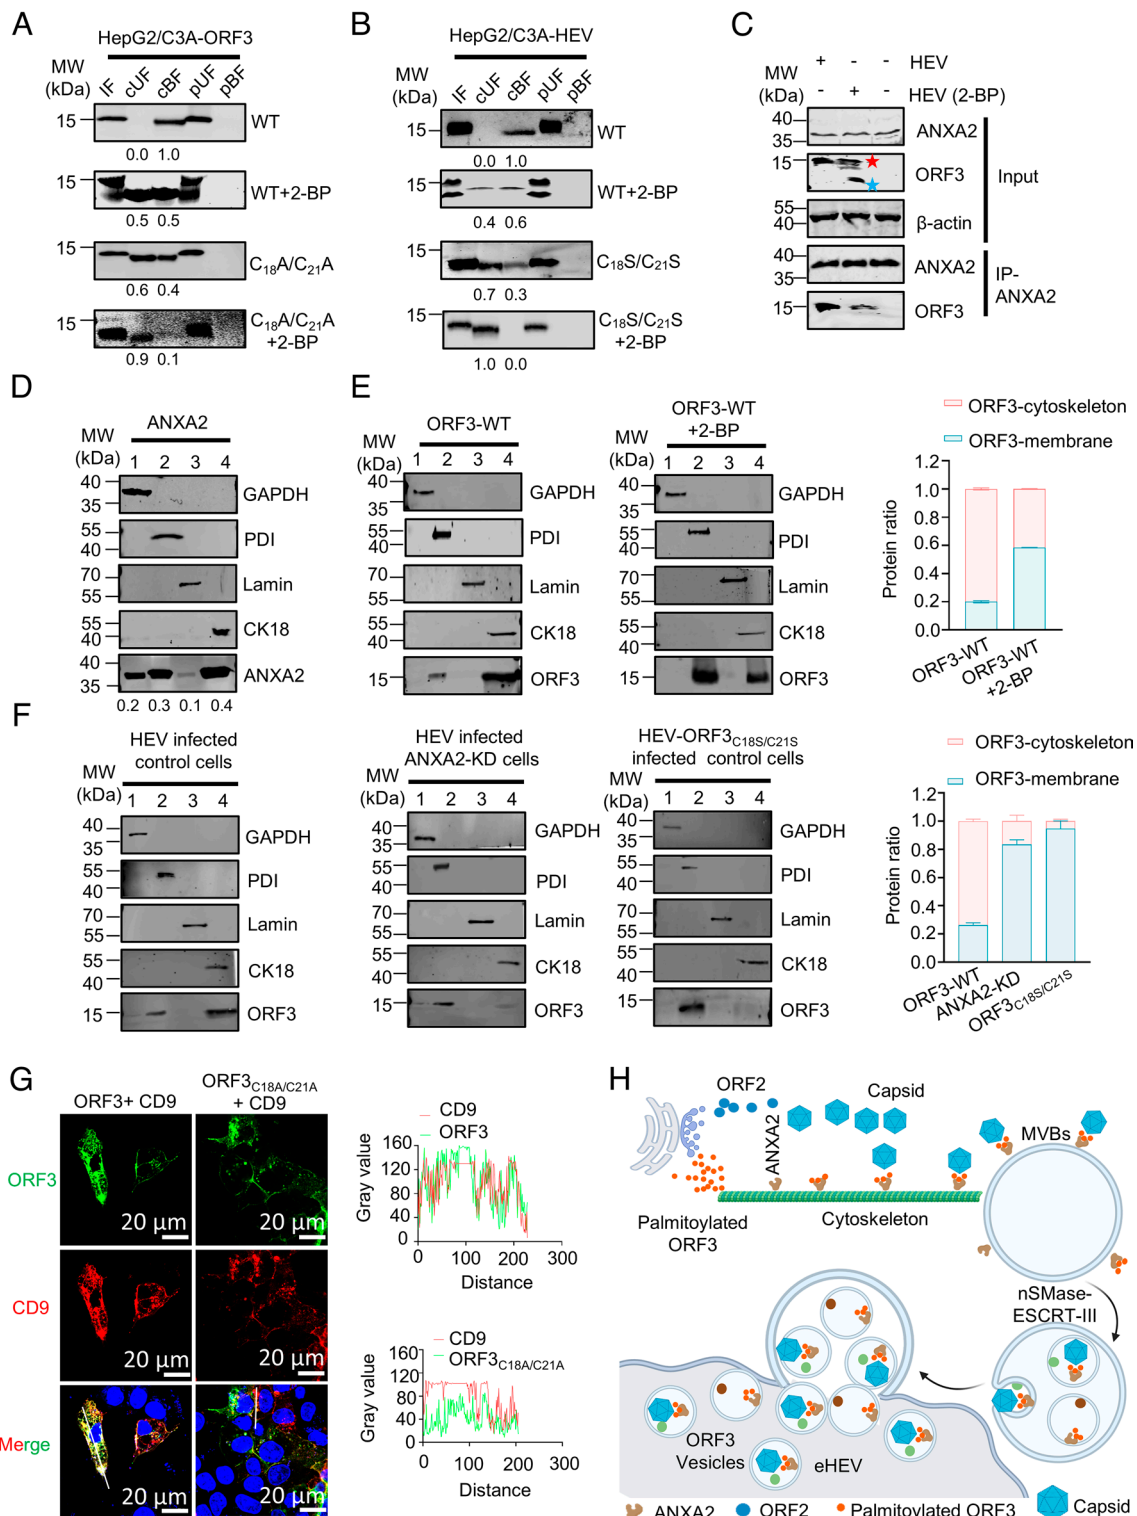 A
HepG2/C3A-ORF3
MW
(kDa)
IF cUF cBF pUF pBF
15 WT
0.0 1.0
15 WT+2-BP
0.5 0.5
15 C18A/C21A
0.6 0.4
15 C18A/C21A
+2-BP
0.9 0.1
B
HepG2/C3A-HEV
MW
(kDa)
IF cUF cBF pUF pBF
15 WT
0.0 1.0
15 WT+2-BP
0.4 0.6
15 C18S/C21S
0.7 0.3
15 C18S/C21S
+2-BP
1.0 0.0
C
+ - - HEV
MW
(kDa)
- + - HEV (2-BP)
40
35 ANXA2
15 ORF3
55
40 β-actin
Input
40
35 ANXA2
15 ORF3
IP-
ANXA2
D
ANXA2
MW
(kDa)
1 2 3 4
40
35 GAPDH
55
40 PDI
70
55 Lamin
55
40 CK18
40
35 ANXA2
0.2 0.3 0.1 0.4
E
ORF3-WT
MW
(kDa)
1 2 3 4
40
35 GAPDH
55
40 PDI
70
55 Lamin
55
40 CK18
15 ORF3
ORF3-WT
+2-BP
MW
(kDa)
1 2 3 4
40
35 GAPDH
55
40 PDI
70
55 Lamin
55
40 CK18
15 ORF3
ORF3-cytoskeleton
ORF3-membrane
Protein ratio
1.2
1.0
0.8
0.6
0.4
0.2
0.0
ORF3-WT
ORF3-WT
+2-BP
F
HEV infected
control cells
MW
(kDa)
1 2 3 4
40
35 GAPDH
55
40 PDI
70
55 Lamin
55
40 CK18
15 ORF3
HEV infected
ANXA2-KD cells
MW
(kDa)
1 2 3 4
40
35 GAPDH
55
40 PDI
70
55 Lamin
55
40 CK18
15 ORF3
HEV-ORF3C18S/C21S
infected control cells
MW
(kDa)
1 2 3 4
40
35 GAPDH
55
40 PDI
70
55 Lamin
55
40 CK18
15 ORF3
ORF3-cytoskeleton
ORF3-membrane
Protein ratio
1.2
1.0
0.8
0.6
0.4
0.2
0.0
ORF3-WT
ANXA2-KD
ORF3C18S/C21S
G
ORF3+ CD9
ORF3C18A/C21A
+ CD9
ORF3
20 μm 20 μm
CD9
20 μm 20 μm
Merge
20 μm 20 μm
CD9
ORF3
Gray value
160
120
80
40
0
0 100 200 300
Distance
CD9
ORF3C18A/C21A
Gray value
160
120
80
40
0
0 100 200 300
Distance
H
ORF2
ANXA2
Capsid
MVBs
Palmitoylated
ORF3
Cytoskeleton
nSMase-
ESCRT-III
ORF3
Vesicles
eHEV
ANXA2 ORF2 Palmitoylated ORF3 Capsid